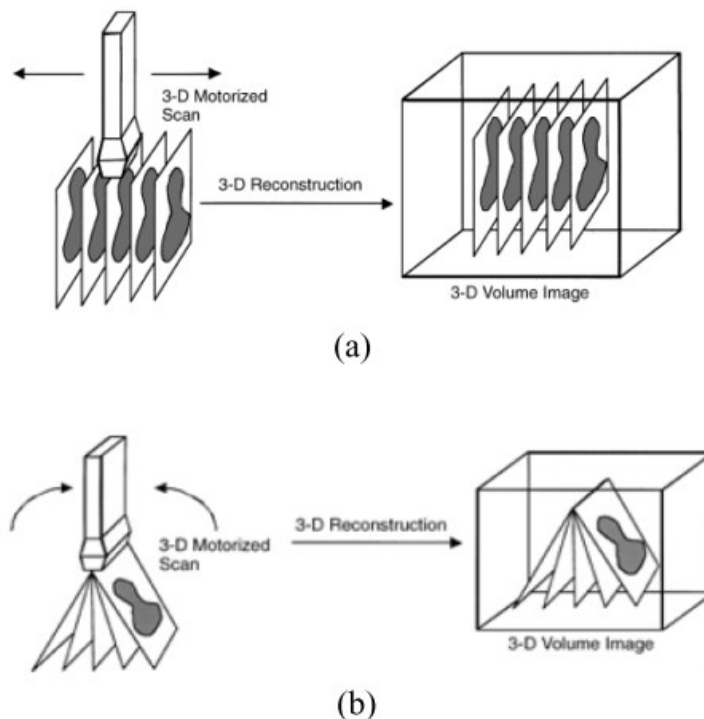 3-D Motorized
Scan
3-D Reconstruction
3-D Volume Image
(a)
3-D Motorized
Scan
3-D Reconstruction
3-D Volume Image
(b)